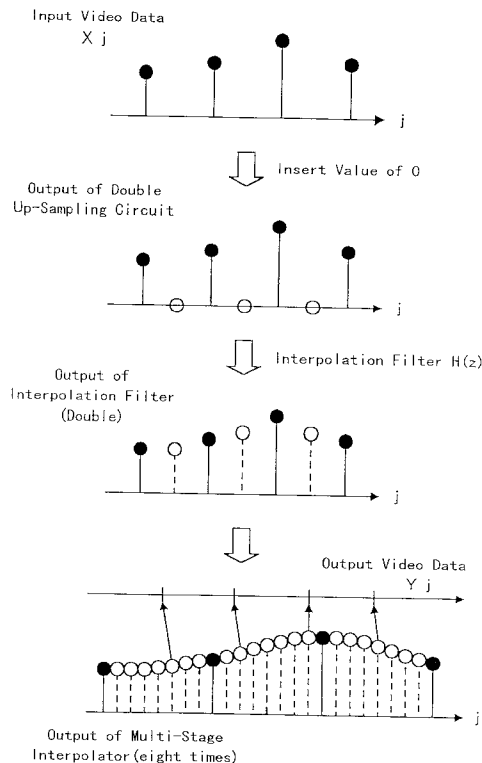 Input Video Data
X j
j
Insert Value of 0
Output of Double
Up-Sampling Circuit
j
Interpolation Filter H(z)
Output of
Interpolation Filter
(Double)
j
Output Video Data
Y j
j
Output of Multi-Stage
Interpolator(eight times)